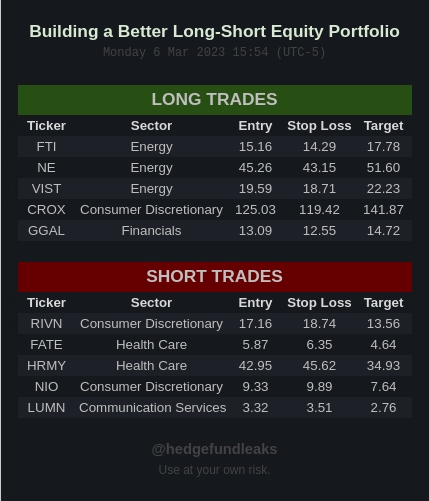 Building a Better Long-Short Equity Portfolio
Monday 6 Mar 2023 15:54 (UTC-5)
LONG TRADES
Ticker Sector Entry Stop Loss Target
FTI Energy 15.16 14.29 17.78
NE Energy 45.26 43.15 51.60
VIST Energy 19.59 18.71 22.23
CROX Consumer Discretionary 125.03 119.42 141.87
GGAL Financials 13.09 12.55 14.72
SHORT TRADES
Ticker Sector Entry Stop Loss Target
RIVN Consumer Discretionary 17.16 18.74 13.56
FATE Health Care 5.87 6.35 4.64
HRMY Health Care 42.95 45.62 34.93
NIO Consumer Discretionary 9.33 9.89 7.64
LUMN Communication Services 3.32 3.51 2.76
@hedgefundleaks
Use at your own risk.